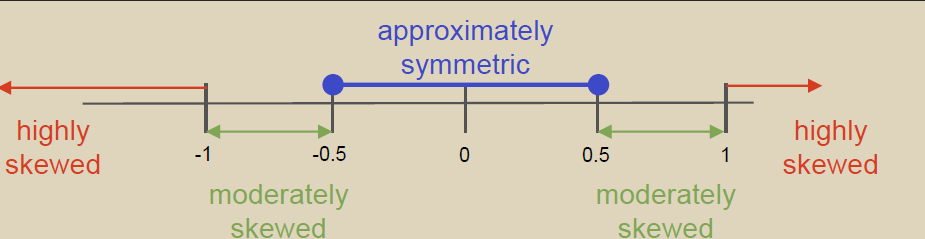 approximately
symmetric
highly
skewed
-1
-0.5
0
0.5
1
highly
skewed
moderately
skewed
moderately
skewed